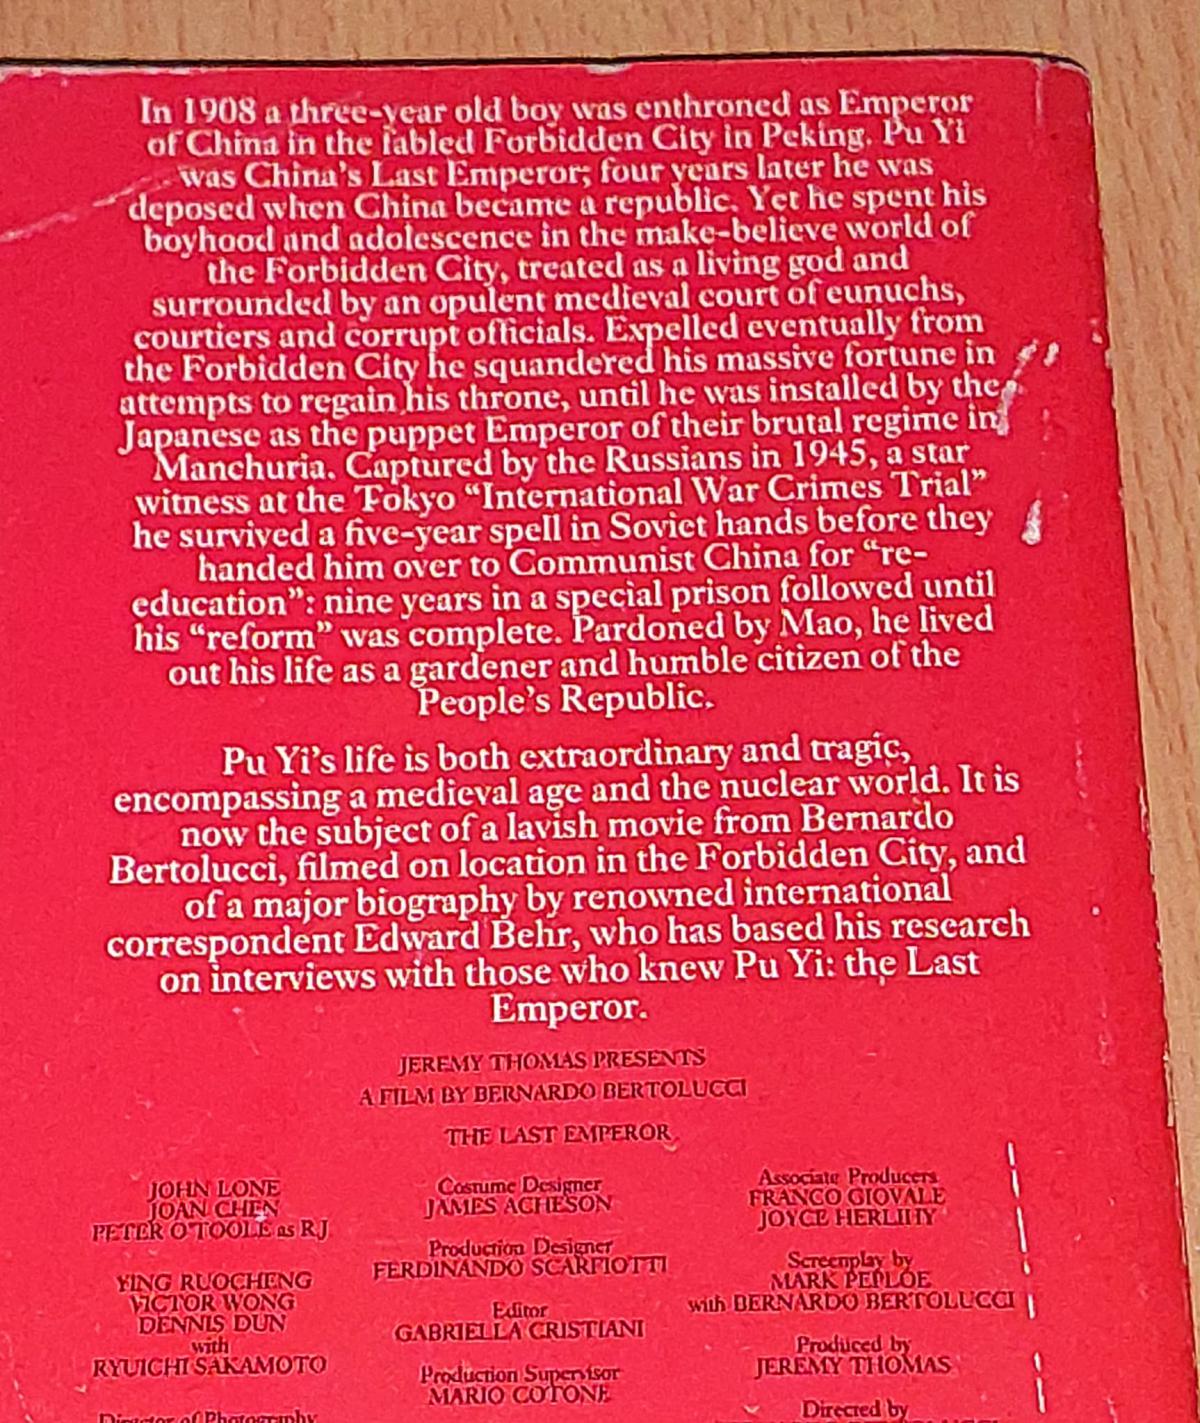 In 1908 a three-year old boy was enthroned as Emperor
of China in the fabled Forbidden City in Peking. Pu Yi
was China's Last Emperor; four years later he was
deposed when China became a republic. Yet he spent his
boyhood and adolescence in the make-believe world of
the Forbidden City, treated as a living god and
surrounded by an opulent medieval court of eunuchs,
courtiers and corrupt officials. Expelled eventually from
the Forbidden City he squandered his massive fortune in
attempts to regain his throne, until he was installed by the
Japanese as the puppet Emperor of their brutal regime in
Manchuria. Captured by the Russians in 1945, a star
witness at the Tokyo “International War Crimes Trial”
he survived a five-year spell in Soviet hands before they
handed him over to Communist China for “re-
education”: nine years in a special prison followed until
his “reform” was complete. Pardoned by Mao, he lived
out his life as a gardener and humble citizen of the
People's Republic.
Pu Yi's life is both extraordinary and tragic,
encompassing a medieval age and the nuclear world. It is
now the subject of a lavish movie from Bernardo
Bertolucci, filmed on location in the Forbidden City, and
of a major biography by renowned international
correspondent Edward Behr, who has based his research
on interviews with those who knew Pu Yi: the Last
Emperor.
JEREMY THOMAS PRESENTS
A FILM BY BERNARDO BERTOLUCCI
THE LAST EMPEROR
JOHN LONE
JOAN CHEN
PETER O'TOOLE as RJ
YING RUOCHENG
VICTOR WONG
DENNIS DUN
with
RYUICHI SAKAMOTO
Director of Photography
Costume Designer
JAMES ACHESON
Production Designer
FERDINANDO SCARFIOTTI
Editor
GABRIELLA CRISTIANI
Production Supervisor
MARIO COTONE
Associate Producers
FRANCO GIOVALE
JOYCE HERLIHY
Screenplay by
MARK PEPLOE
with BERNARDO BERTOLUCCI
Produced by
JEREMY THOMAS
Directed by